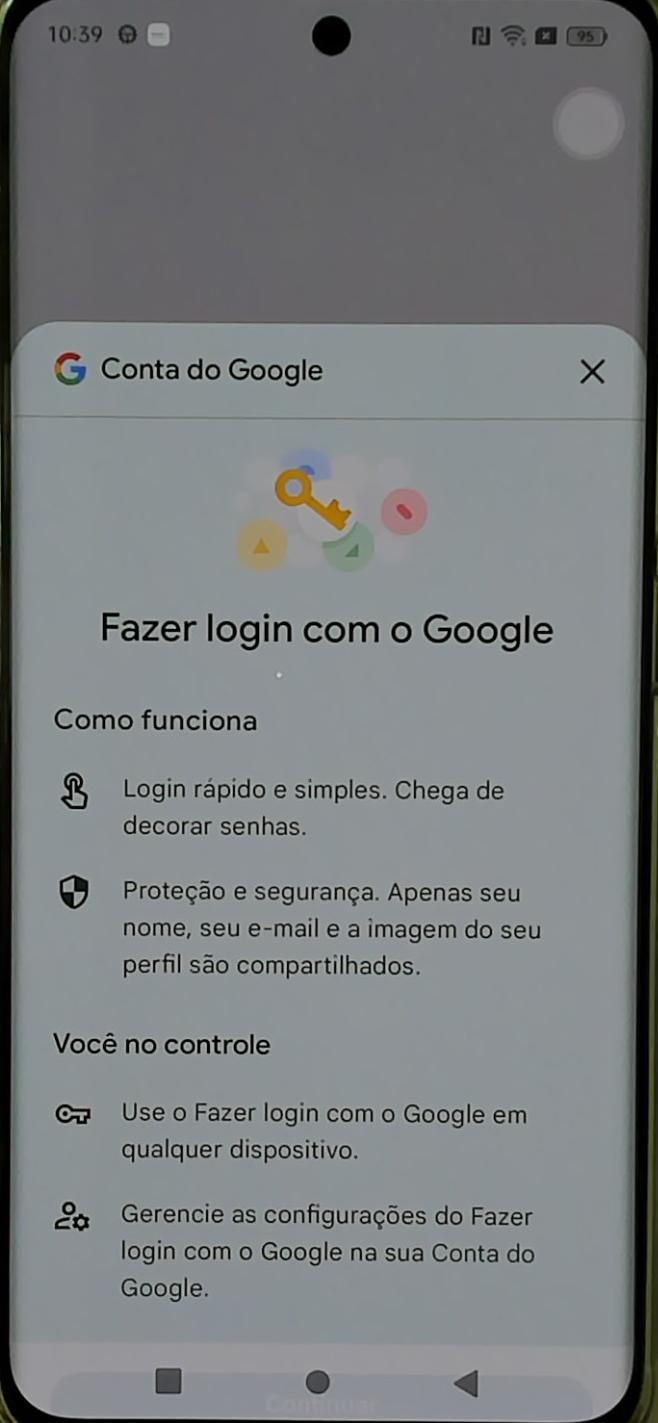 10:39
95
Conta do Google
Fazer login com o Google
Como funciona
Login rápido e simples. Chega de
decorar senhas.
Proteção e segurança. Apenas seu
nome, seu e-mail e a imagem do seu
perfil são compartilhados.
Você no controle
Use o Fazer login com o Google em
qualquer dispositivo.
Gerencie as configurações do Fazer
login com o Google na sua Conta do
Google.
Continuar